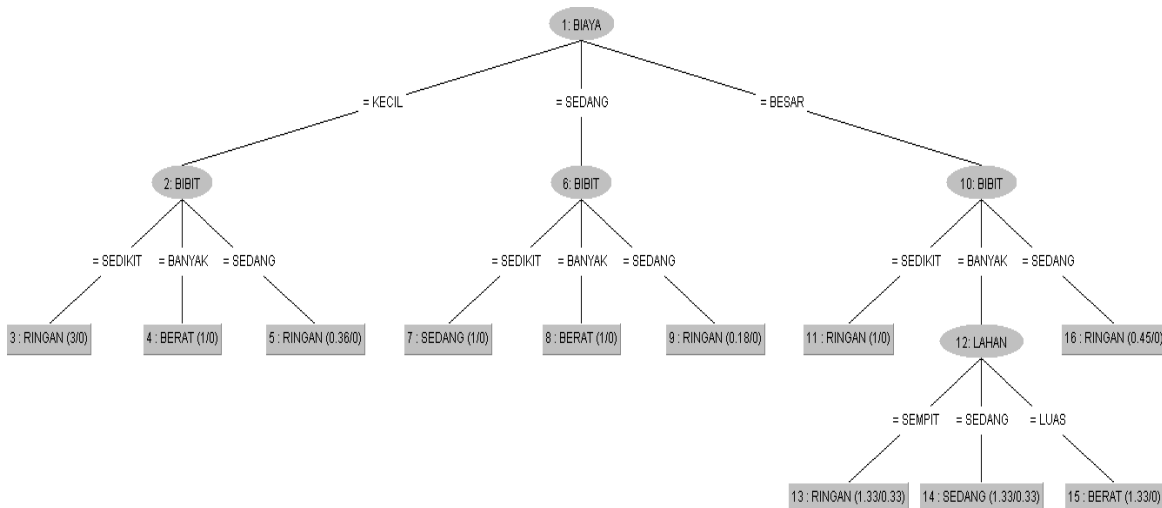 1: BIAYA
= KECIL
= SEDANG
= BESAR
2: BIBIT
6: BIBIT
10: BIBIT
= SEDIKIT
= BANYAK
= SEDANG
= SEDIKIT
= BANYAK
= SEDANG
= SEDIKIT
= BANYAK
= SEDANG
3 : RINGAN (3/0)
4 : BERAT (1/0)
5 : RINGAN (0.36/0)
7 : SEDANG (1/0)
8 : BERAT (1/0)
9 : RINGAN (0.18/0)
11 : RINGAN (1/0)
12: LAHAN
16 : RINGAN (0.45/0)
= SEMPIT
= SEDANG
= LUAS
13 : RINGAN (1.33/0.33)
14 : SEDANG (1.33/0.33)
15 : BERAT (1.33/0)